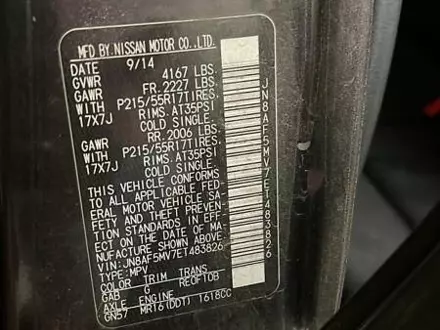 MFD BY NISSAN MOTOR CO., LTD.
DATE 9/14
GVWR 4167 LBS.
GAWR FR. 2227 LBS.
WITH P215/55R17TIRES,
17X7J RIMS, AT35PSI
COLD SINGLE.
GAWR RR. 2006 LBS.
WITH P215/55R17TIRES,
17X7J RIMS, AT35PSI
COLD SINGLE.
THIS VEHICLE CONFORMS
TO ALL APPLICABLE FED-
ERAL MOTOR VEHICLE SA-
FETY AND THEFT PREVEN-
TION STANDARDS IN EFF-
ECT ON THE DATE OF MA-
NUFACTURE SHOWN ABOVE.
VIN :JN8AF5MV7ET483826
TYPE:MPV
COLOR TRIM TRANS
GAB G RE0F10B
AXLE ENGINE
GN57 MR16(DDT) 1618CC
JN8AF5MV7ET483826